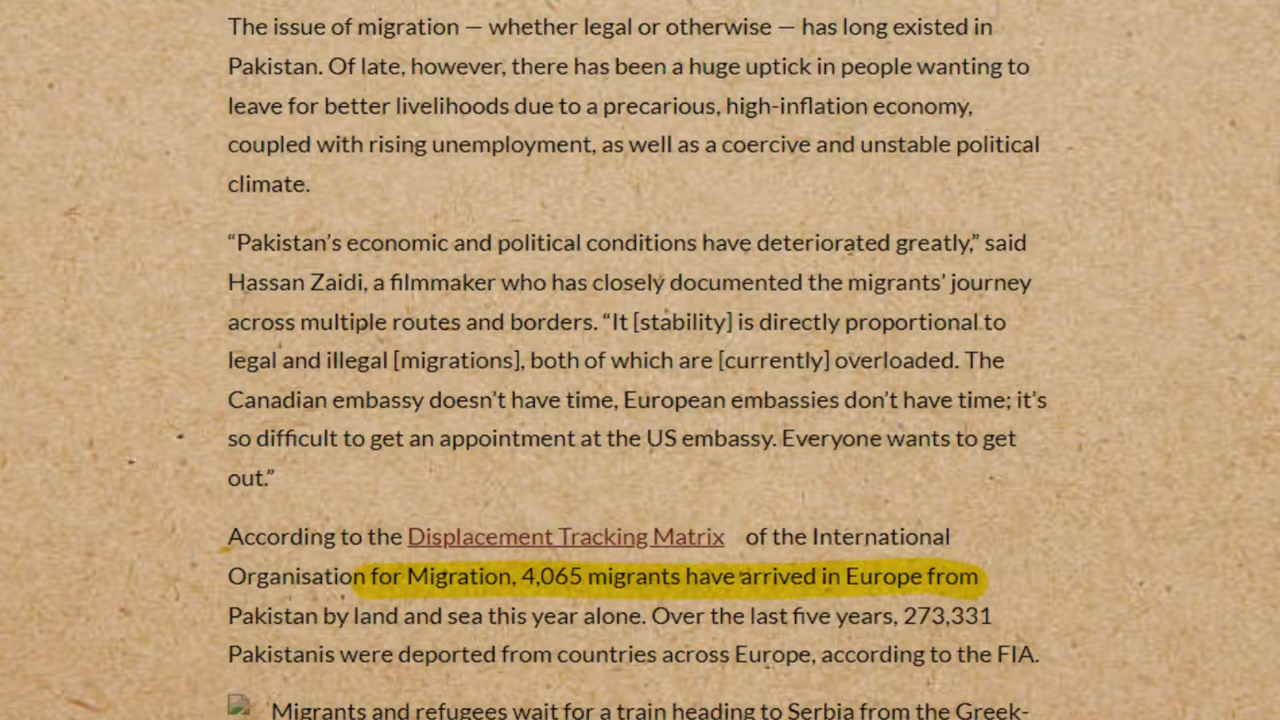 The issue of migration — whether legal or otherwise — has long existed in
Pakistan. Of late, however, there has been a huge uptick in people wanting to
leave for better livelihoods due to a precarious, high-inflation economy,
coupled with rising unemployment, as well as a coercive and unstable political
climate.
“Pakistan’s economic and political conditions have deteriorated greatly,” said
Hassan Zaidi, a filmmaker who has closely documented the migrants’ journey
across multiple routes and borders. “It [stability] is directly proportional to
legal and illegal [migrations], both of which are [currently] overloaded. The
Canadian embassy doesn’t have time, European embassies don’t have time; it’s
so difficult to get an appointment at the US embassy. Everyone wants to get
out.”
According to the Displacement Tracking Matrix of the International
Organisation for Migration, 4,065 migrants have arrived in Europe from
Pakistan by land and sea this year alone. Over the last five years, 273,331
Pakistanis were deported from countries across Europe, according to the FIA.
Migrants and refugees wait for a train heading to Serbia from the Greek-